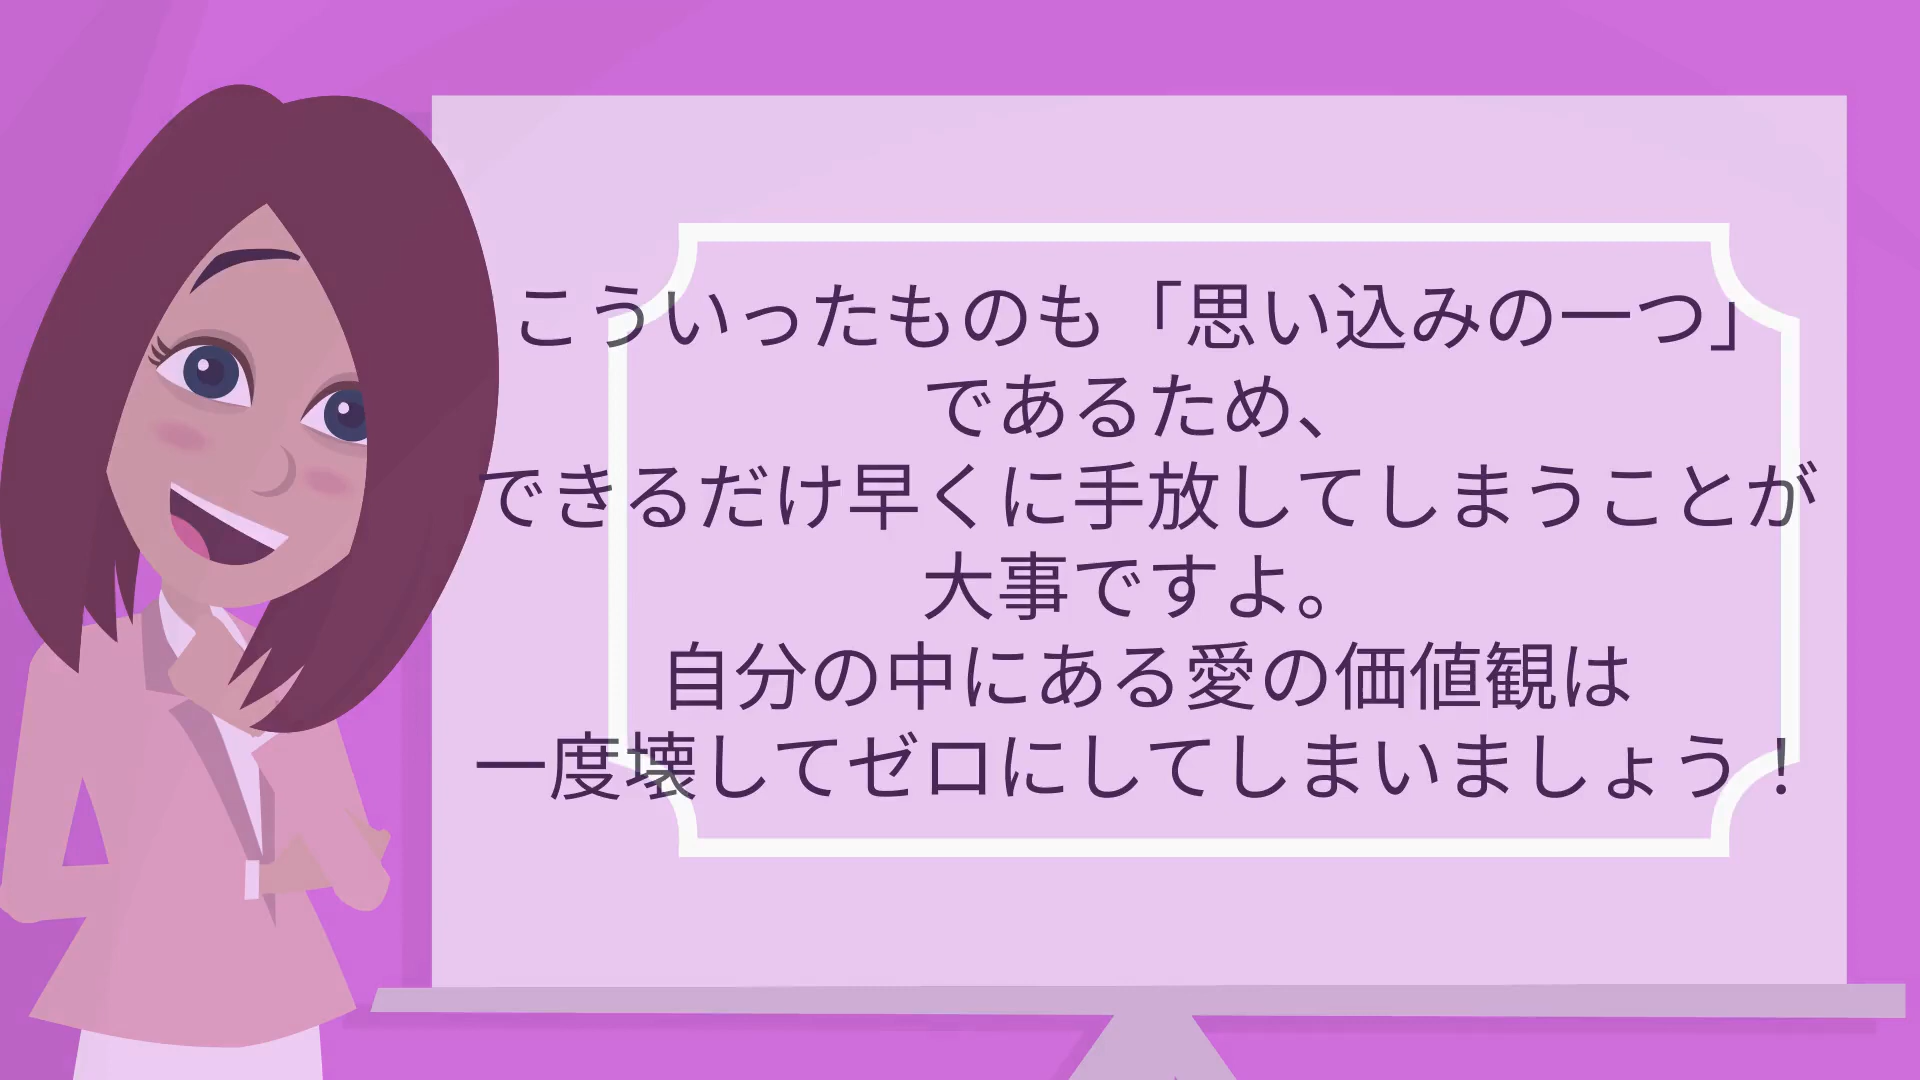 こういったものも「思い込みの一つ」
であるため、
できるだけ早くに手放してしまうことが
大事ですよ。
自分の中にある愛の価値観は
一度壊してゼロにしてしまいましょう！